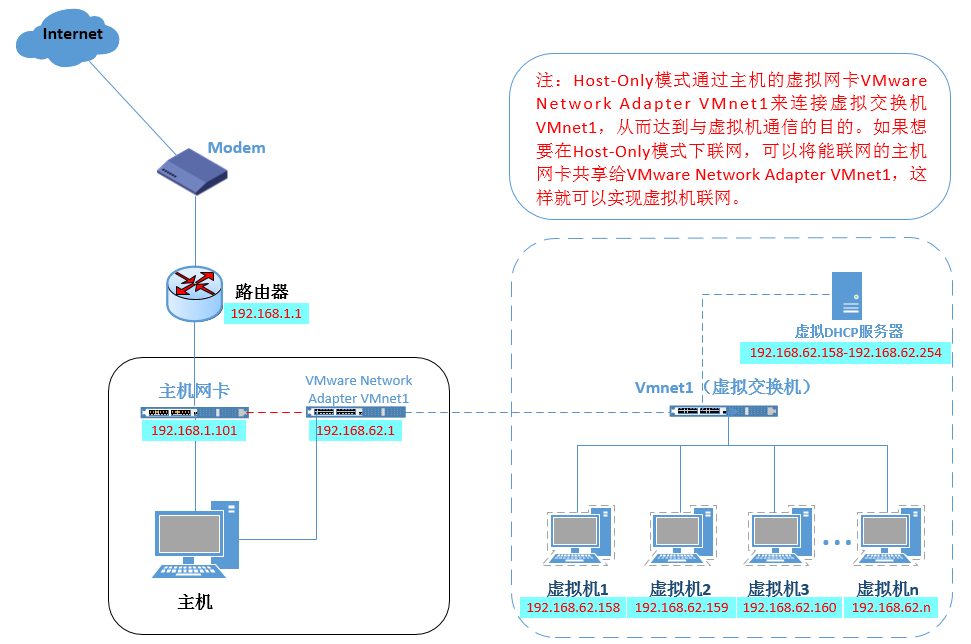 Internet
Modem
注：Host-Only模式通过主机的虚拟网卡VMware
Network Adapter VMnet1来连接虚拟交换机
VMnet1，从而达到与虚拟机通信的目的。如果想
要在Host-Only模式下联网，可以将能联网的主机
网卡共享给VMware Network Adapter VMnet1，这
样就可以实现虚拟机联网。
路由器
192.168.1.1
虚拟DHCP服务器
192.168.62.158-192.168.62.254
主机网卡
192.168.1.101
VMware Network
Adapter VMnet1
192.168.62.1
Vmnet1（虚拟交换机）
主机
虚拟机1
192.168.62.158
虚拟机2
192.168.62.159
虚拟机3
192.168.62.160
虚拟机n
192.168.62.n